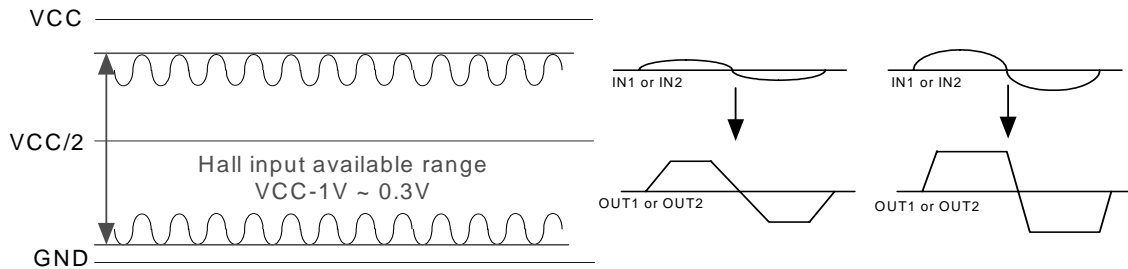 VCC
VCC/2
Hall input available range
VCC-1V ~ 0.3V
GND
IN1 or IN2
OUT1 or OUT2
IN1 or IN2
OUT1 or OUT2